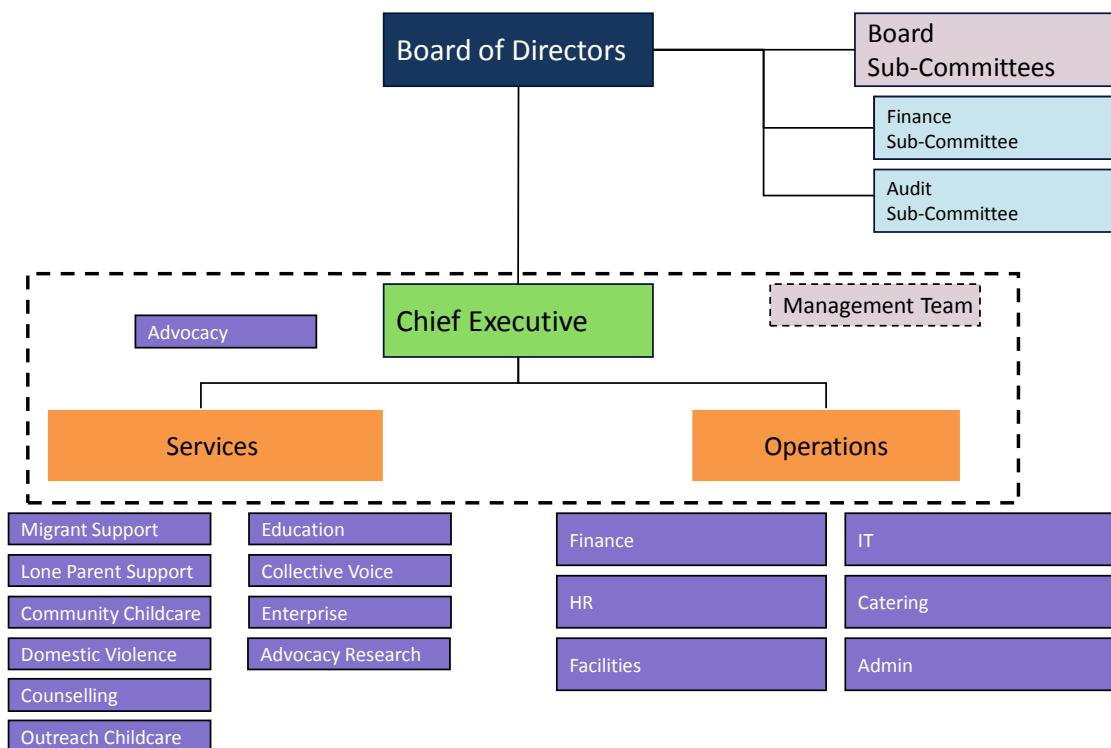 Board of Directors
Board
Sub-Committees
Finance
Sub-Committee
Audit
Sub-Committee
Chief Executive
Management Team
Advocacy
Services
Operations
Migrant Support
Lone Parent Support
Community Childcare
Domestic Violence
Counselling
Outreach Childcare
Education
Collective Voice
Enterprise
Advocacy Research
Finance
HR
Facilities
IT
Catering
Admin